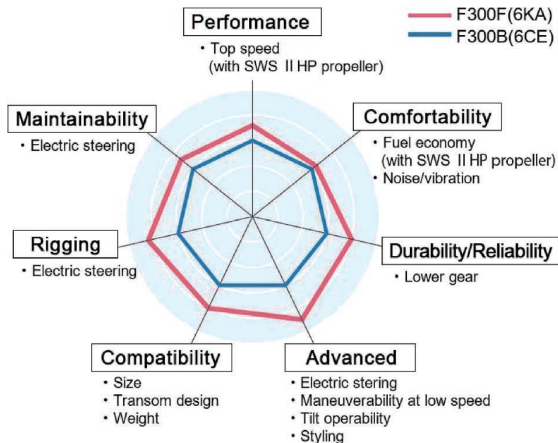 F300F(6KA)
F300B(6CE)
Performance
• Top speed
(with SWS II HP propeller)
Maintainability
• Electric steering
Comfortability
• Fuel economy
(with SWS II HP propeller)
• Noise/vibration
Rigging
• Electric steering
Durability/Reliability
• Lower gear
Compatibility
• Size
• Transom design
• Weight
Advanced
• Electric stering
• Maneuverability at low speed
• Tilt operability
• Styling